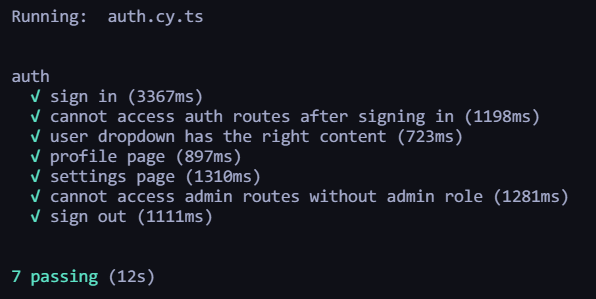 Running: auth.cy.ts
auth
✓ sign in (3367ms)
✓ cannot access auth routes after signing in (1198ms)
✓ user dropdown has the right content (723ms)
✓ profile page (897ms)
✓ settings page (1310ms)
✓ cannot access admin routes without admin role (1281ms)
✓ sign out (1111ms)
7 passing (12s)